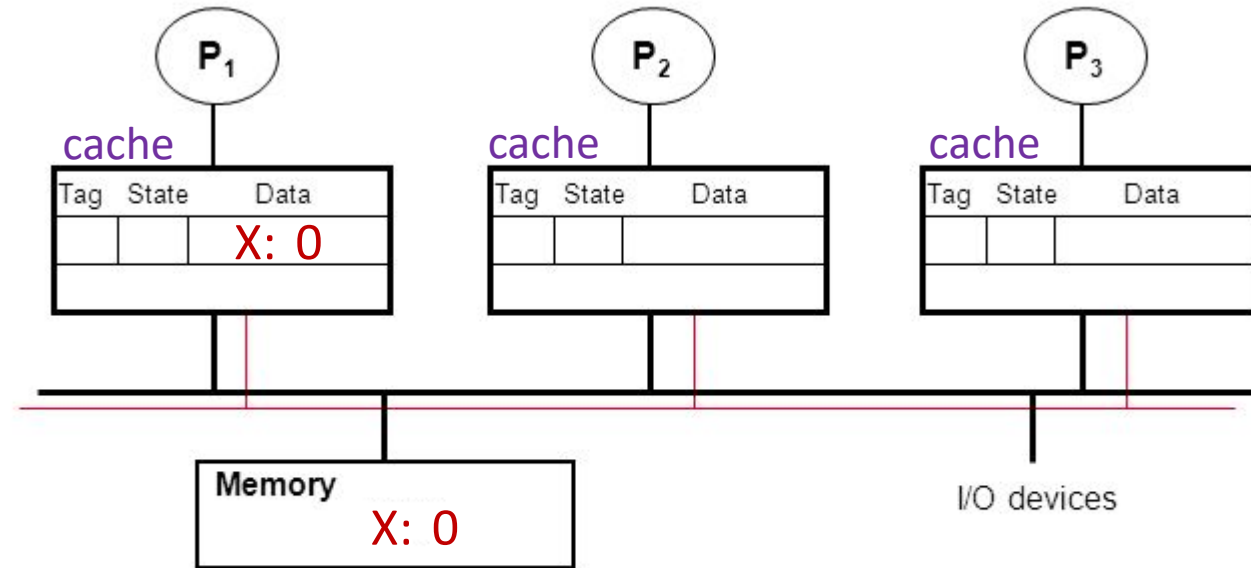 P₁ P₂ P₃
cache cache cache
Tag State Data Tag State Data Tag State Data
X: 0
Memory
I/O devices
X: 0